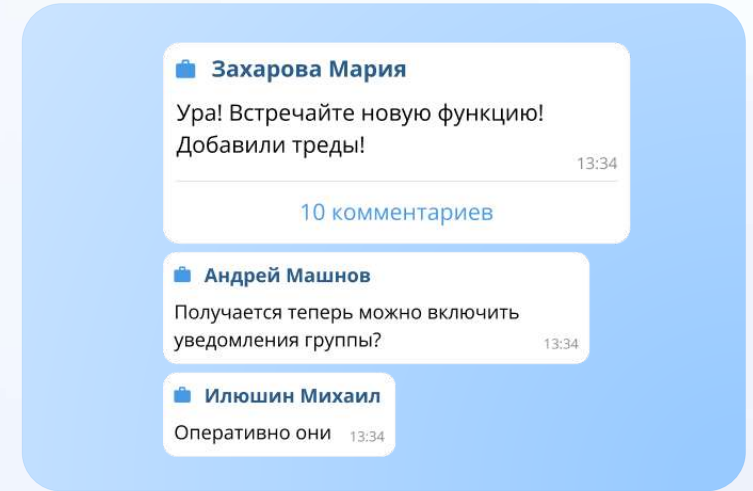 Захарова Мария
Ура! Встречайте новую функцию!
Добавили треды!
13:34
10 комментариев
Андрей Машнов
Получается теперь можно включить
уведомления группы?
13:34
Илюшин Михаил
Оперативно они 13:34